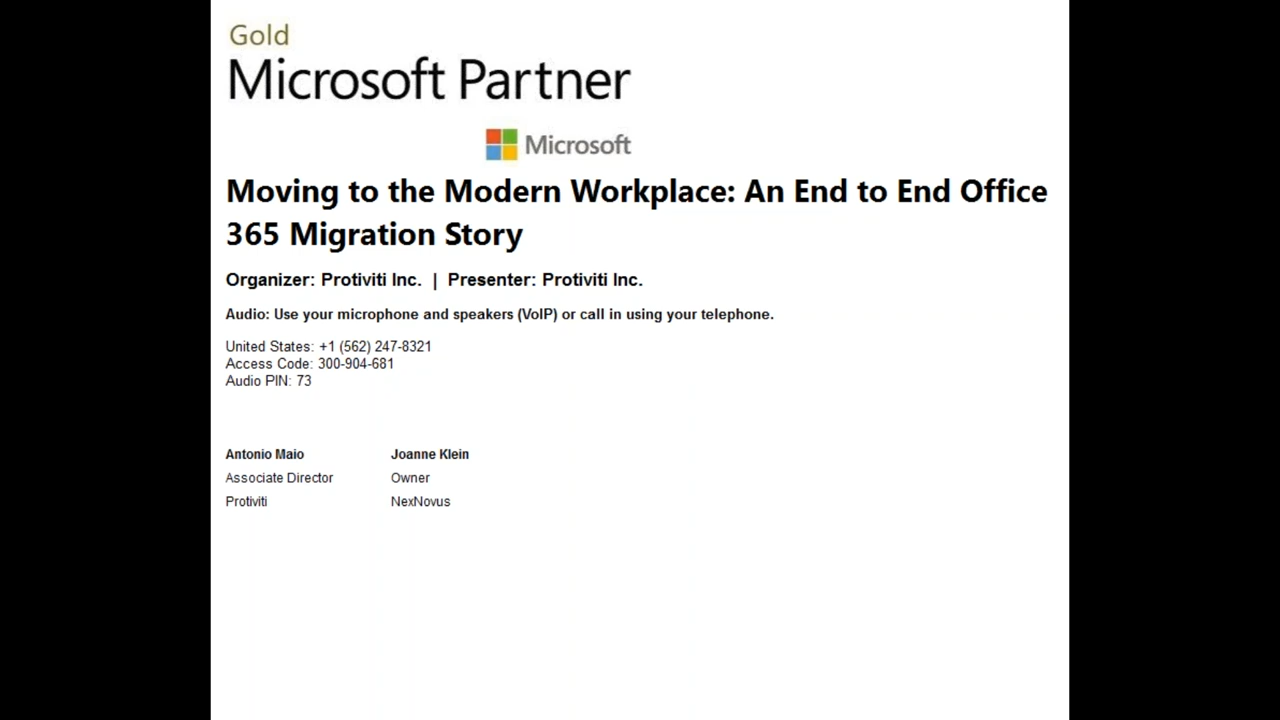 Gold
Microsoft Partner
Microsoft
Moving to the Modern Workplace: An End to End Office
365 Migration Story
Organizer: Protiviti Inc. | Presenter: Protiviti Inc.
Audio: Use your microphone and speakers (VoIP) or call in using your telephone.
United States: +1 (562) 247-8321
Access Code: 300-904-681
Audio PIN: 73
Antonio Maio Joanne Klein
Associate Director Owner
Protiviti NexNovus